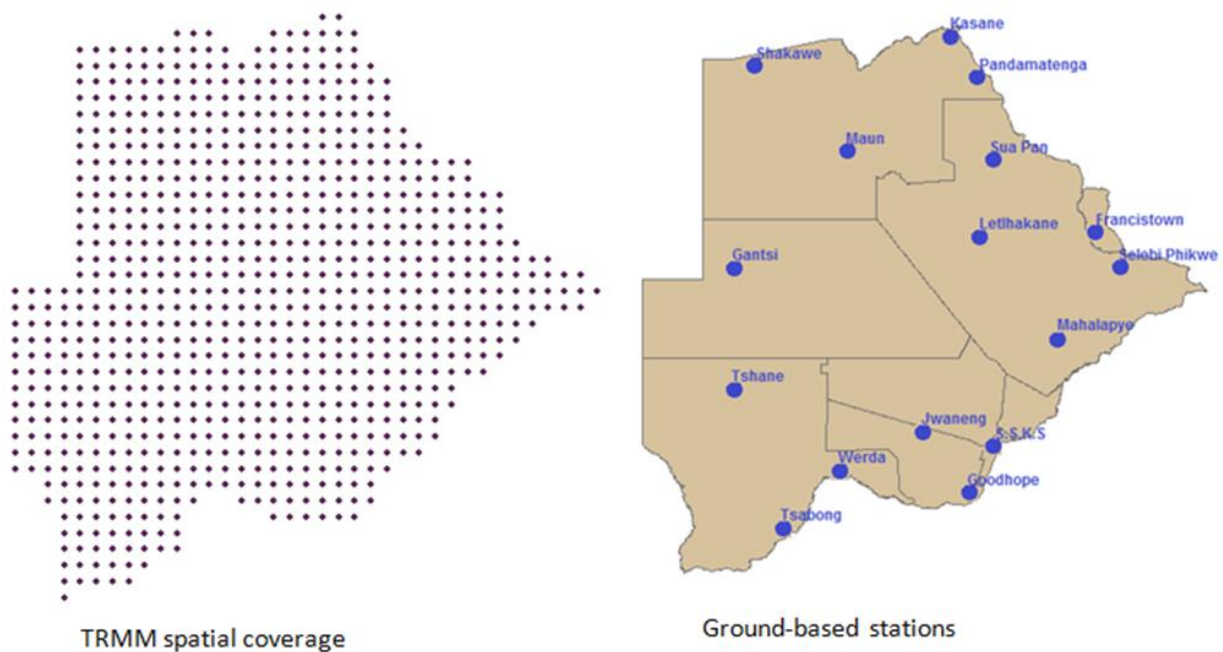 Kasane
Shakawe
Pandamatenga
Maun
Sua Pan
Letlhakane
Francistown
Gantsi
Selobi Phikwe
Mahalapye
Tshane
Jwaneng
S.S.K.S
Werda
Goodhope
Tsabong
TRMM spatial coverage
Ground-based stations